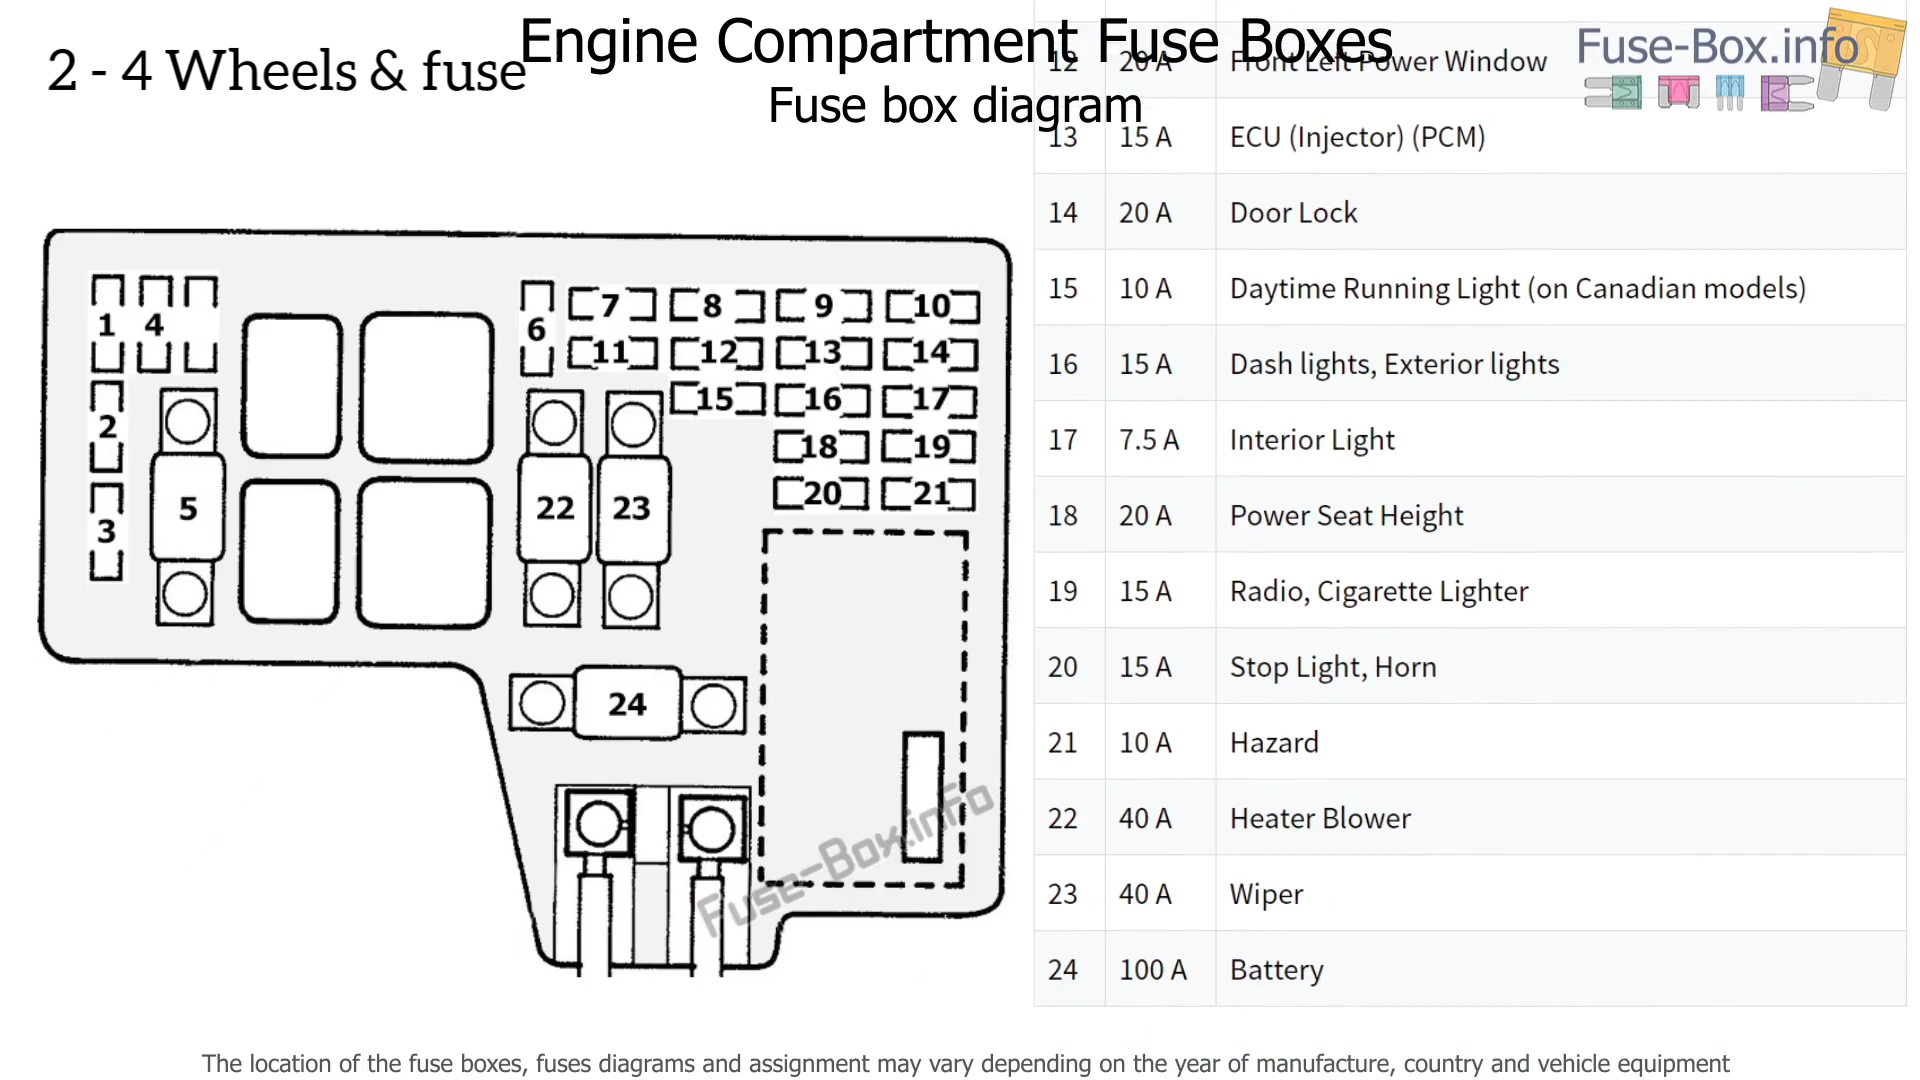 Engine Compartment Fuse Boxes
2 - 4 Wheels & fuse
Fuse box diagram
Fuse-Box.info
12 20 A Front Left Power Window
13 15 A ECU (Injector) (PCM)
14 20 A Door Lock
15 10 A Daytime Running Light (on Canadian models)
16 15 A Dash lights, Exterior lights
17 7.5 A Interior Light
18 20 A Power Seat Height
19 15 A Radio, Cigarette Lighter
20 15 A Stop Light, Horn
21 10 A Hazard
22 40 A Heater Blower
23 40 A Wiper
24 100 A Battery
1 4 6 7 8 9 10
11 12 13 14
2 15 16 17
18 19
3 5 22 23 20 21
24
Fuse-Box.info
The location of the fuse boxes, fuses diagrams and assignment may vary depending on the year of manufacture, country and vehicle equipment